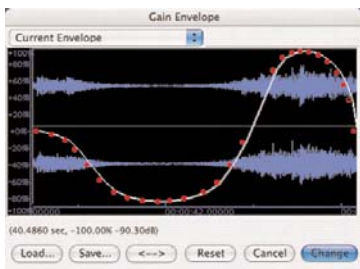 Gain Envelope
Current Envelope
+100%
+80%
+60%
+40%
+20%
+0%
-20%
-40%
-60%
-80%
-100%
00:00:42.00000
(40.4860 sec, -100.00% -90.30dB)
Load...
Save...
<-->
Reset
Cancel
Change